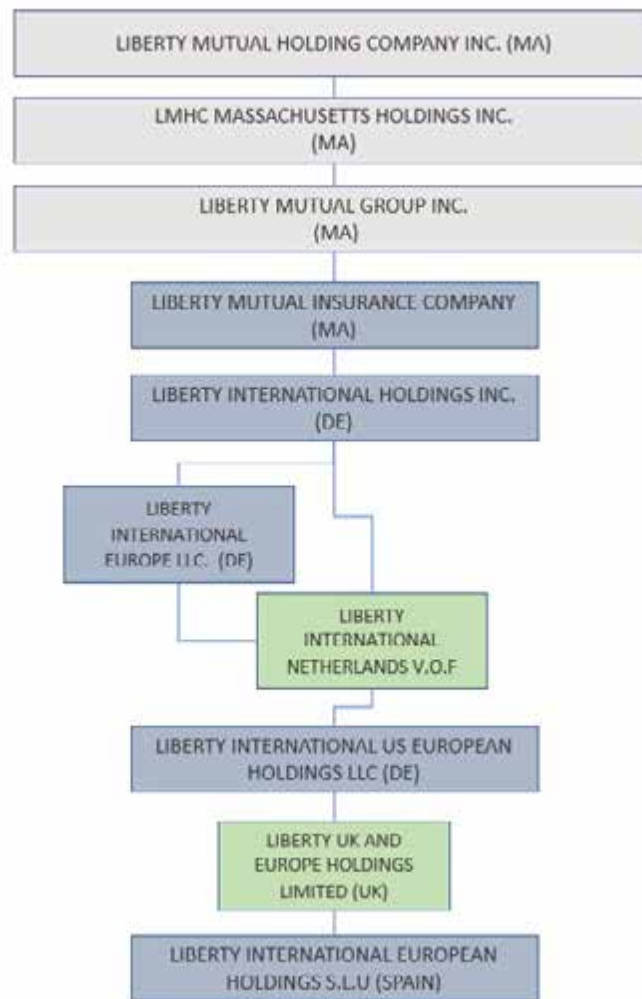 LIBERTY MUTUAL HOLDING COMPANY INC. (MA)
LMHC MASSACHUSETTS HOLDINGS INC.
(MA)
LIBERTY MUTUAL GROUP INC.
(MA)
LIBERTY MUTUAL INSURANCE COMPANY
(MA)
LIBERTY INTERNATIONAL HOLDINGS INC.
(DE)
LIBERTY
INTERNATIONAL
EUROPE LLC. (DE)
LIBERTY
INTERNATIONAL
NETHERLANDS V.O.F
LIBERTY INTERNATIONAL US EUROPEAN
HOLDINGS LLC (DE)
LIBERTY UK AND
EUROPE HOLDINGS
LIMITED (UK)
LIBERTY INTERNATIONAL EUROPEAN
HOLDINGS S.L.U (SPAIN)